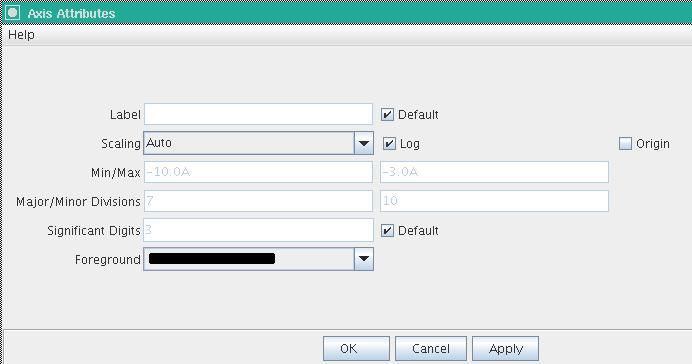 Axis Attributes
Help
Label Default
Scaling Auto Log Origin
Min/Max -10.0A -3.0A
Major/Minor Divisions 7 10
Significant Digits 3 Default
Foreground
OK Cancel Apply